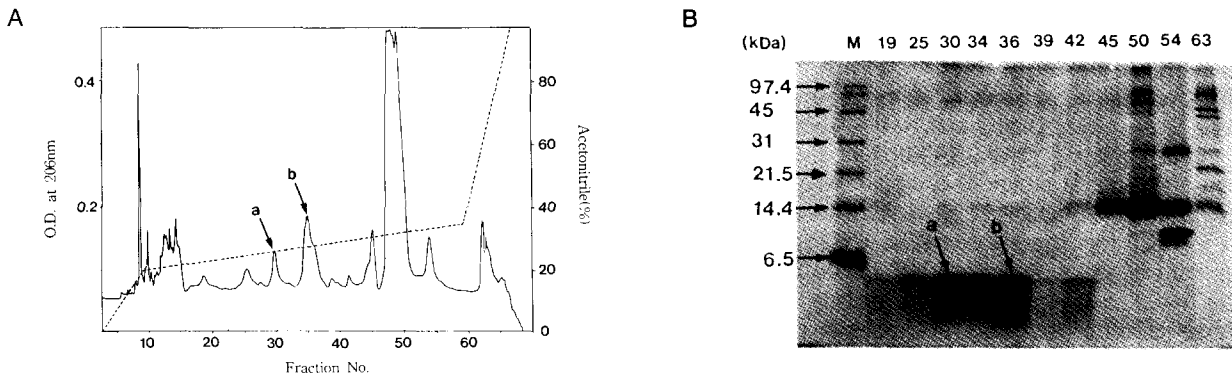 A
O.D. at 206nm
0.4
0.2
0
a
b
80
60
40
20
0
Acetonitrile(%)
10 20 30 40 50 60
Fraction No.
B
(kDa) M 19 25 30 34 36 39 42 45 50 54 63
97.4
45
31
21.5
14.4
6.5
a
b